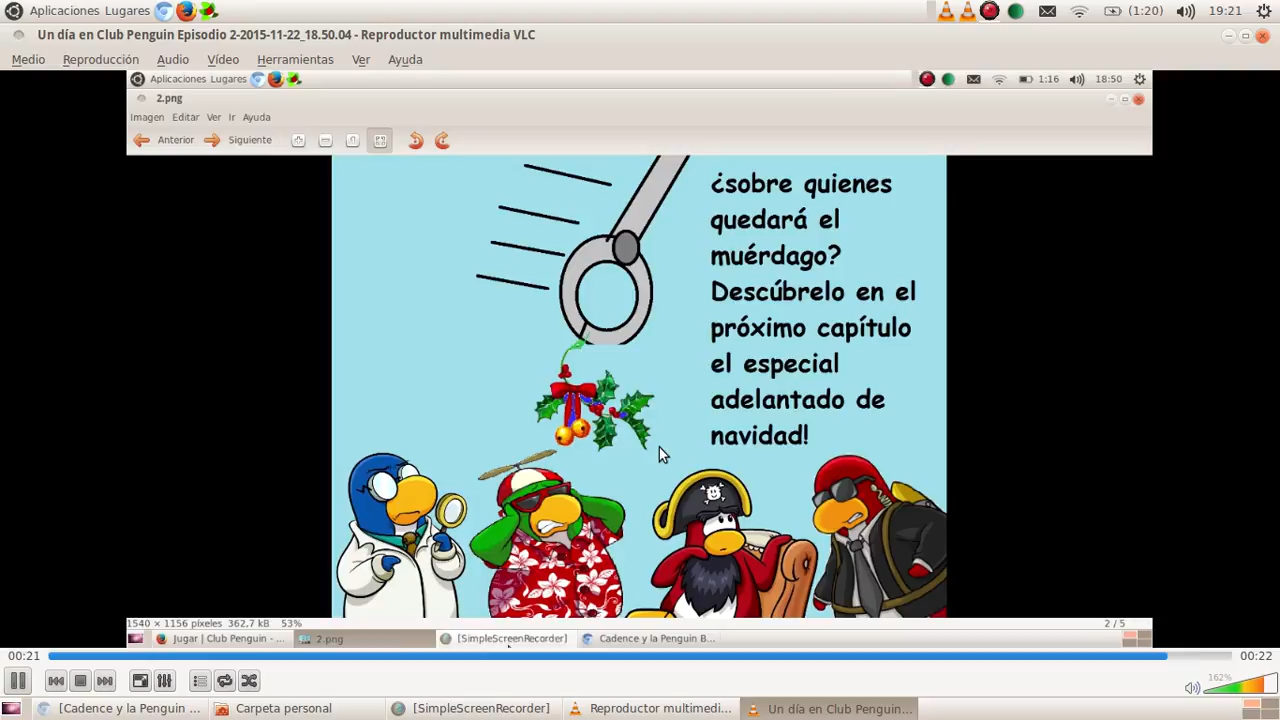 Aplicaciones Lugares (1:20) 19:21
Un día en Club Penguin Episodio 2-2015-11-22_18.50.04 - Reproductor multimedia VLC
Medio Reproducción Audio Vídeo Herramientas Ver Ayuda
Aplicaciones Lugares 1:16 18:50
2.png
Imagen Editar Ver Ir Ayuda
Anterior Siguiente
¿sobre quienes
quedará el
muérdago?
Descúbrelo en el
próximo capítulo
el especial
adelantado de
navidad!
1540 × 1156 píxeles 362,7 kB 53% 2 / 5
Jugar | Club Penguin - ... 2.png [SimpleScreenRecorder] Cadence y la Penguin B...
00:21 00:22
162%
[Cadence y la Penguin ... Carpeta personal [SimpleScreenRecorder] Reproductor multimedi... Un día en Club Penguin...